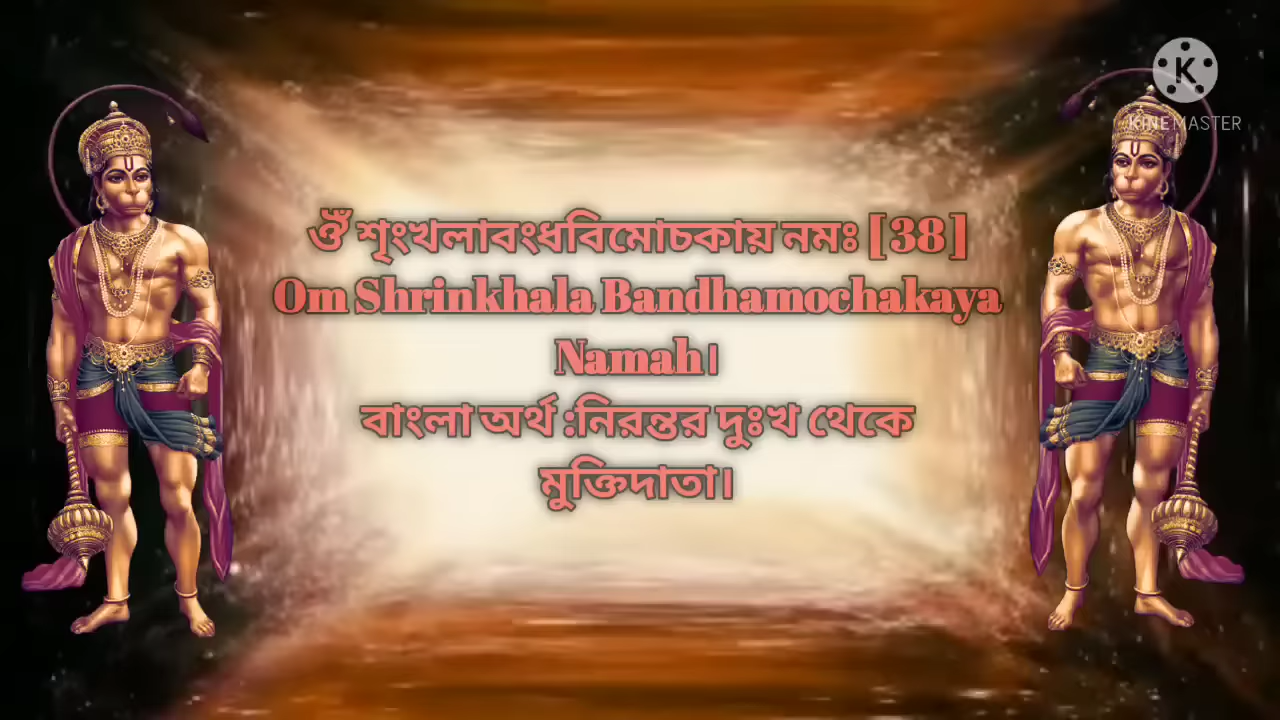 KINEMASTER
ঔঁ শৃংখলাবংধবিমোচকায় নমঃ [38]
Om Shrinkhala Bandhamochakaya
Namah।
বাংলা অর্থ :নিরন্তর দুঃখ থেকে
মুক্তিদাতা।